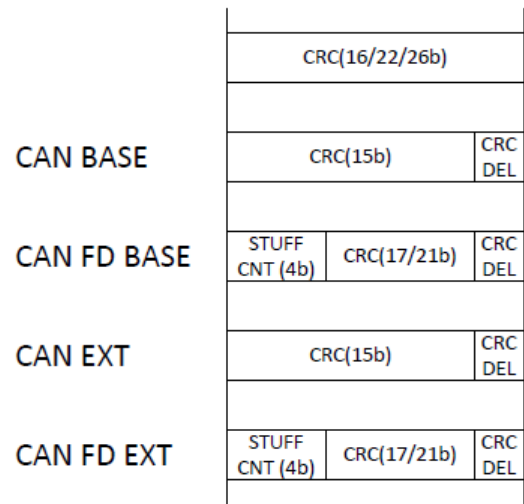 CRC(16/22/26b)
CAN BASE
CRC(15b)
CRC
DEL
CAN FD BASE
STUFF
CNT (4b)
CRC(17/21b)
CRC
DEL
CAN EXT
CRC(15b)
CRC
DEL
CAN FD EXT
STUFF
CNT (4b)
CRC(17/21b)
CRC
DEL